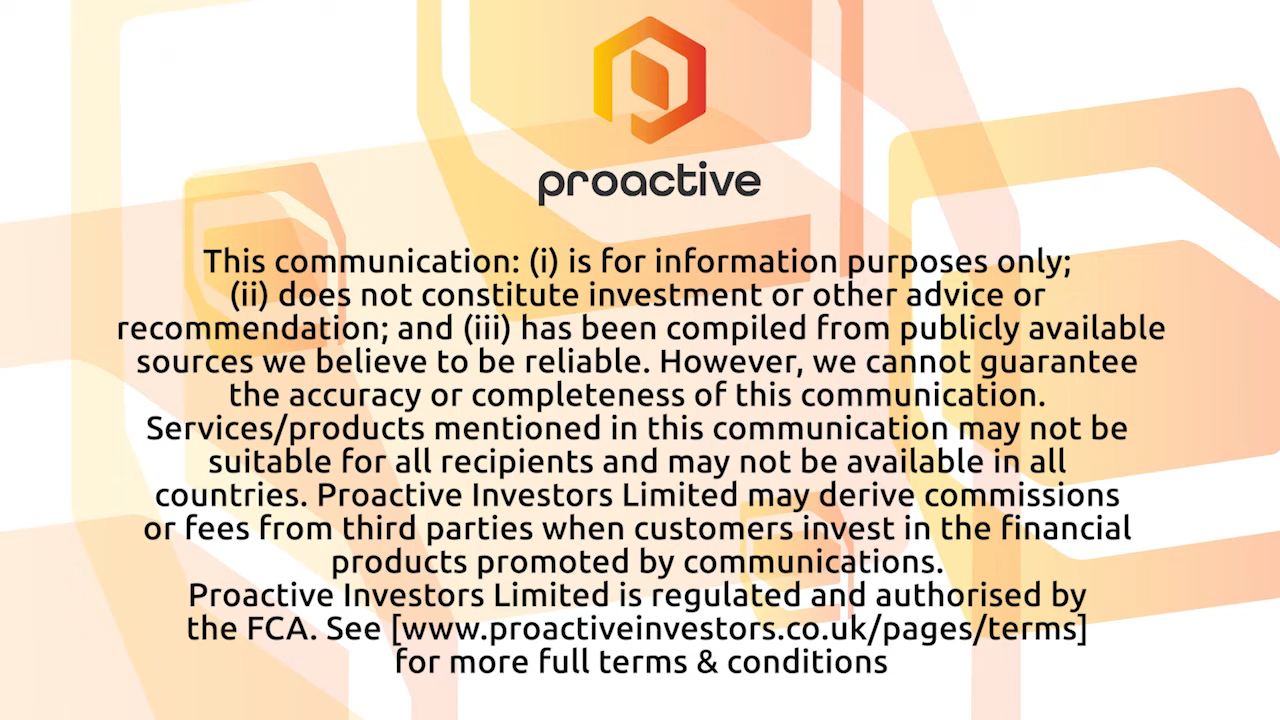 proactive
This communication: (i) is for information purposes only;
(ii) does not constitute investment or other advice or
recommendation; and (iii) has been compiled from publicly available
sources we believe to be reliable. However, we cannot guarantee
the accuracy or completeness of this communication.
Services/products mentioned in this communication may not be
suitable for all recipients and may not be available in all
countries. Proactive Investors Limited may derive commissions
or fees from third parties when customers invest in the financial
products promoted by communications.
Proactive Investors Limited is regulated and authorised by
the FCA. See [www.proactiveinvestors.co.uk/pages/terms]
for more full terms & conditions